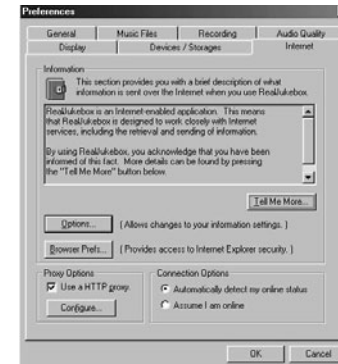 Preferences
General Music Files Recording Audio Quality
Display Devices / Storages Internet
Information
This section provides you with a brief description of what
information is sent over the Internet when you use RealJukebox.
RealJukebox is an Internet-enabled application. This means
that RealJukebox is designed to work closely with Internet
services, including the retrieval and sending of information.
By using RealJukebox, you acknowledge that you have been
informed of this fact. More details can be found by pressing
the "Tell Me More" button below.
Tell Me More...
Options... ( Allows changes to your information settings. )
Browser Prefs... ( Provides access to Internet Explorer security. )
Proxy Options Connection Options
Use a HTTP proxy. Automatically detect my online status
Configure... Assume I am online
OK Cancel